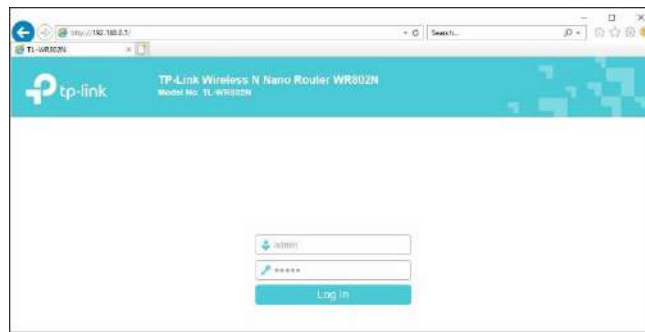 http://192.168.0.1/
Search...
TL-WR802N
tp-link
TP-Link Wireless N Nano Router WR802N
Model No. TL-WR802N
admin
•••••
Log In